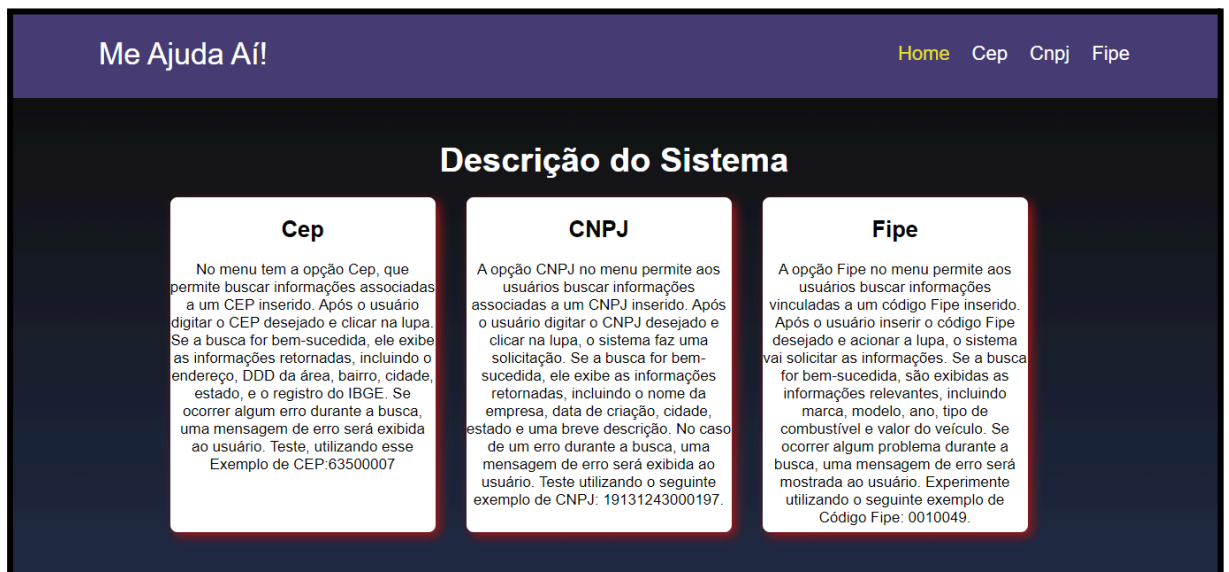 Me Ajuda Aí!
Home Cep Cnpj Fipe
Descrição do Sistema
Cep
No menu tem a opção Cep, que
permite buscar informações associadas
a um CEP inserido. Após o usuário
digitar o CEP desejado e clicar na lupa.
Se a busca for bem-sucedida, ele exibe
as informações retornadas, incluindo o
endereço, DDD da área, bairro, cidade,
estado, e o registro do IBGE. Se
ocorrer algum erro durante a busca,
uma mensagem de erro será exibida
ao usuário. Teste, utilizando esse
Exemplo de CEP:63500007
CNPJ
A opção CNPJ no menu permite aos
usuários buscar informações
associadas a um CNPJ inserido. Após
o usuário digitar o CNPJ desejado e
clicar na lupa, o sistema faz uma
solicitação. Se a busca for bem-
sucedida, ele exibe as informações
retornadas, incluindo o nome da
empresa, data de criação, cidade,
estado e uma breve descrição. No caso
de um erro durante a busca, uma
mensagem de erro será exibida ao
usuário. Teste utilizando o seguinte
exemplo de CNPJ: 19131243000197.
Fipe
A opção Fipe no menu permite aos
usuários buscar informações
vinculadas a um código Fipe inserido.
Após o usuário inserir o código Fipe
desejado e acionar a lupa, o sistema
vai solicitar as informações. Se a busca
for bem-sucedida, são exibidas as
informações relevantes, incluindo
marca, modelo, ano, tipo de
combustível e valor do veículo. Se
ocorrer algum problema durante a
busca, uma mensagem de erro será
mostrada ao usuário. Experimente
utilizando o seguinte exemplo de
Código Fipe: 0010049.